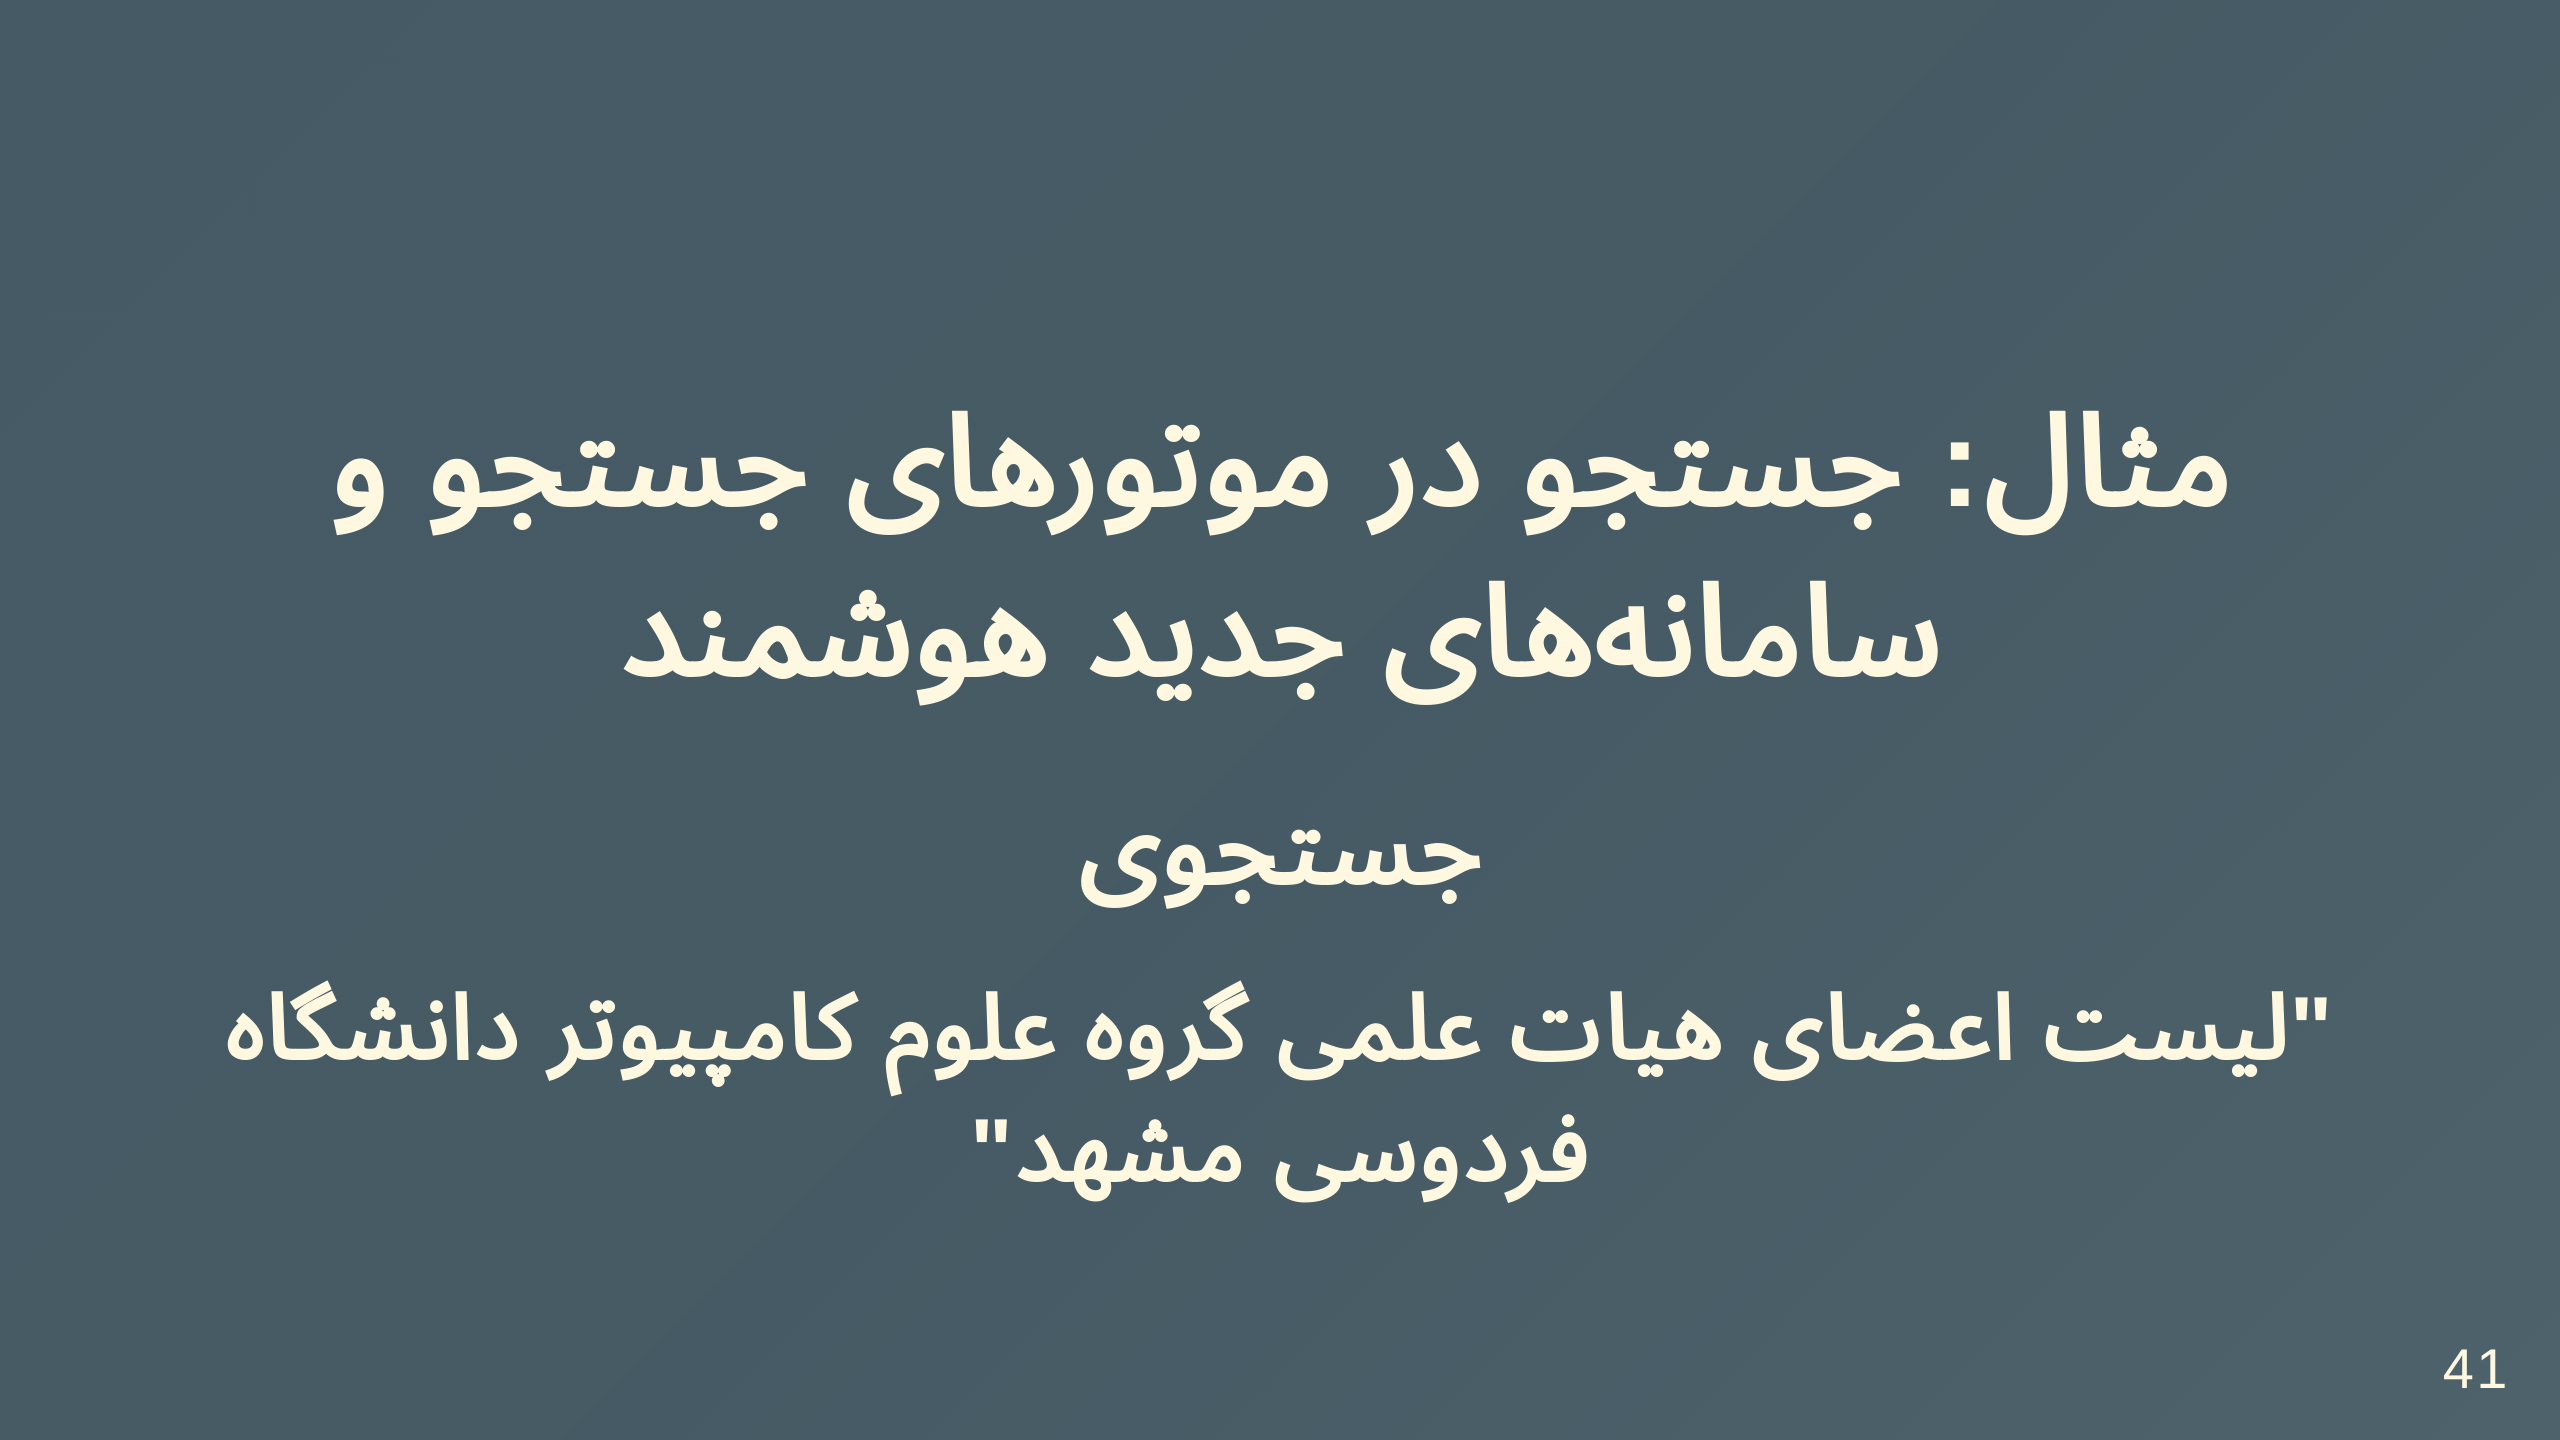 مثال: جستجو در موتورهای جستجو و
سامانه‌های جدید هوشمند
جستجوی
"لیست اعضای هیات علمی گروه علوم کامپیوتر دانشگاه
فردوسی مشهد"
41